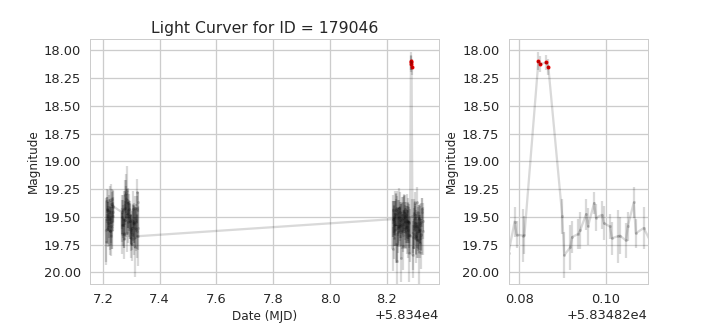 Light Curver for ID = 179046
Magnitude
18.00
18.25
18.50
18.75
19.00
19.25
19.50
19.75
20.00
7.2 7.4 7.6 7.8 8.0 8.2
Date (MJD)
+5.834e4
Magnitude
18.00
18.25
18.50
18.75
19.00
19.25
19.50
19.75
20.00
0.08 0.10
+5.83482e4